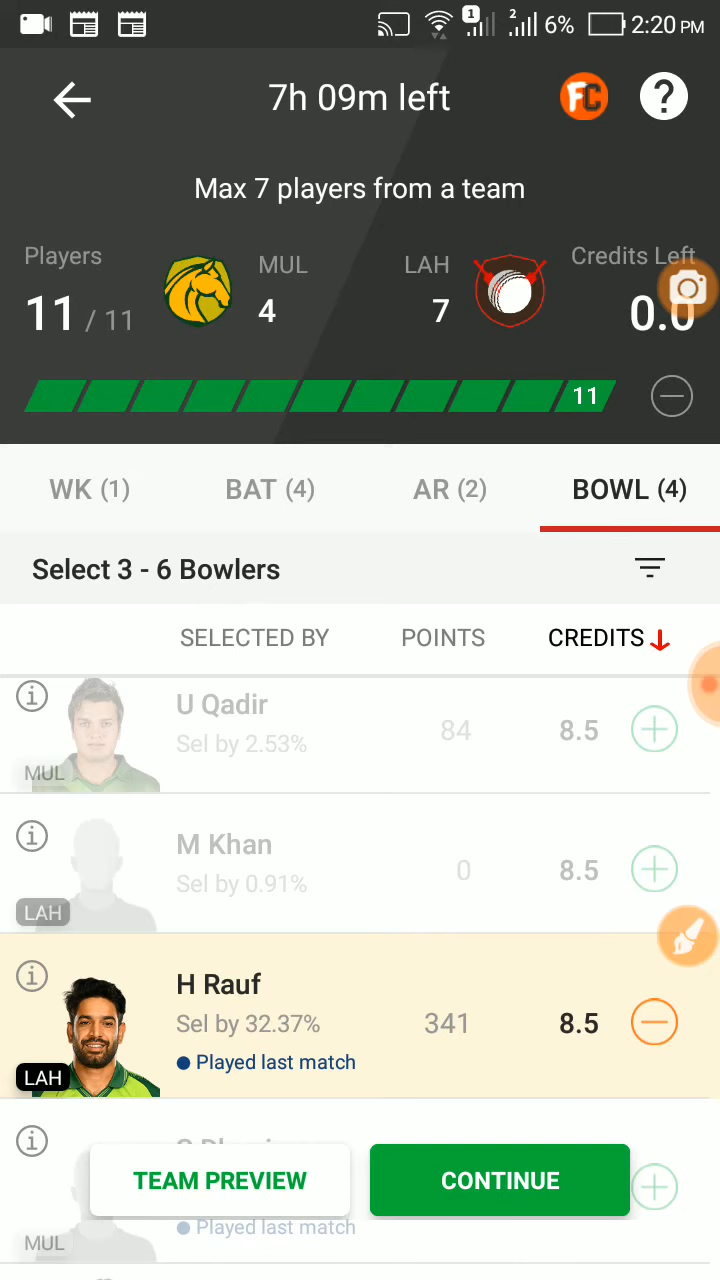 1 2 6% 2:20 PM
7h 09m left FC ?
Max 7 players from a team
Players MUL LAH Credits Left
11 / 11 4 7 0.0
11
WK (1) BAT (4) AR (2) BOWL (4)
Select 3 - 6 Bowlers
SELECTED BY POINTS CREDITS
U Qadir
Sel by 2.53% 84 8.5
MUL
M Khan
Sel by 0.91% 0 8.5
LAH
H Rauf
Sel by 32.37% 341 8.5
Played last match
LAH
TEAM PREVIEW CONTINUE
Played last match
MUL